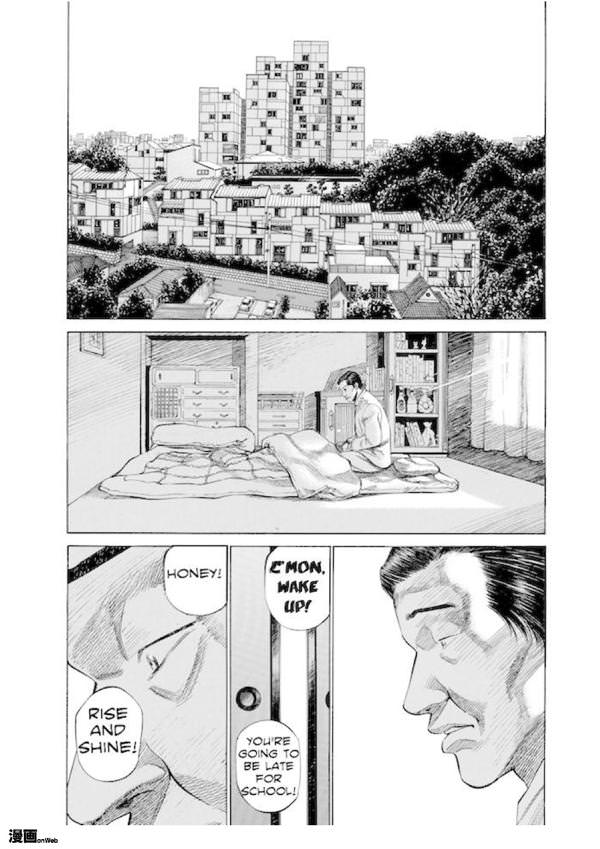 HONEY!
RISE
AND
SHINE!
C'MON,
WAKE
UP!
YOU'RE
GOING TO
BE LATE
FOR
SCHOOL!
漫画onWeb